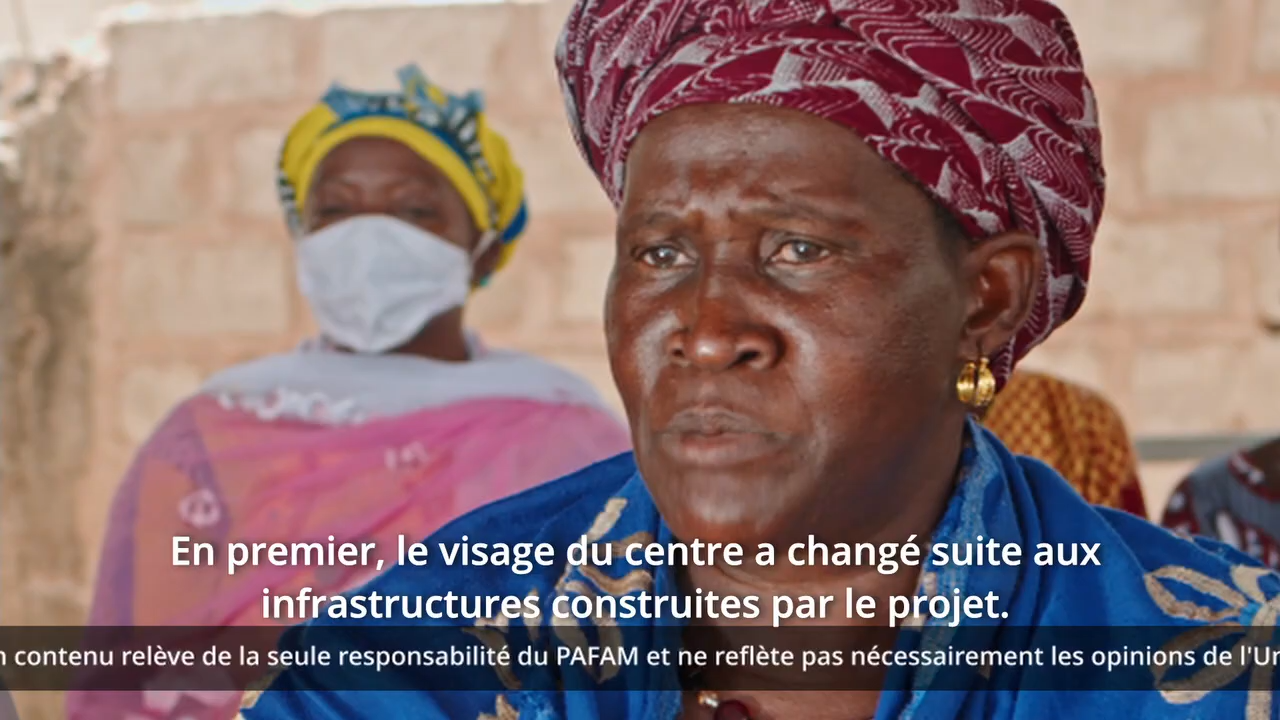 En premier, le visage du centre a changé suite aux
infrastructures construites par le projet.
contenu relève de la seule responsabilité du PAFAM et ne reflète pas nécessairement les opinions de